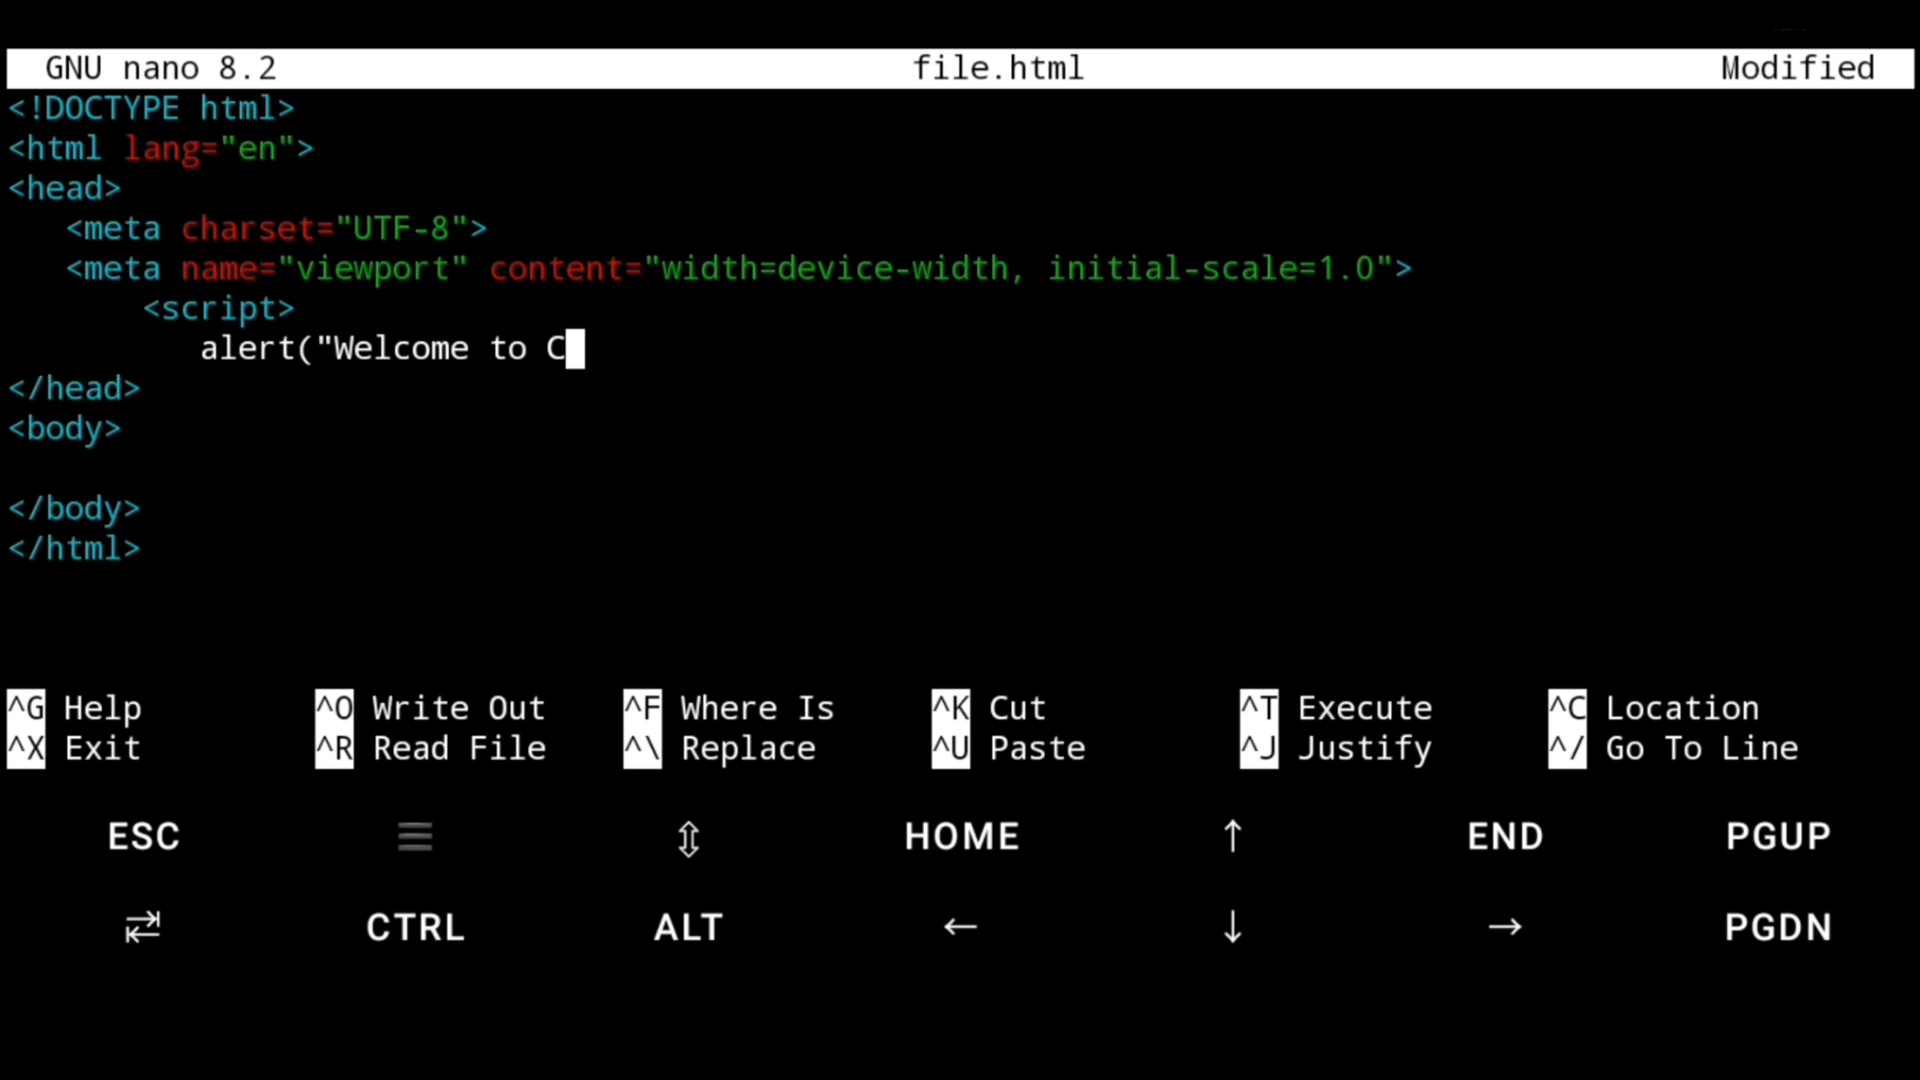 GNU nano 8.2 file.html Modified
<!DOCTYPE html>
<html lang="en">
<head>
   <meta charset="UTF-8">
   <meta name="viewport" content="width=device-width, initial-scale=1.0">
       <script>
          alert("Welcome to C
</head>
<body>

</body>
</html>
^G Help ^O Write Out ^F Where Is ^K Cut ^T Execute ^C Location
^X Exit ^R Read File ^\ Replace ^U Paste ^J Justify ^/ Go To Line
ESC ☰ ⇳ HOME ↑ END PGUP
⇄ CTRL ALT ← ↓ → PGDN